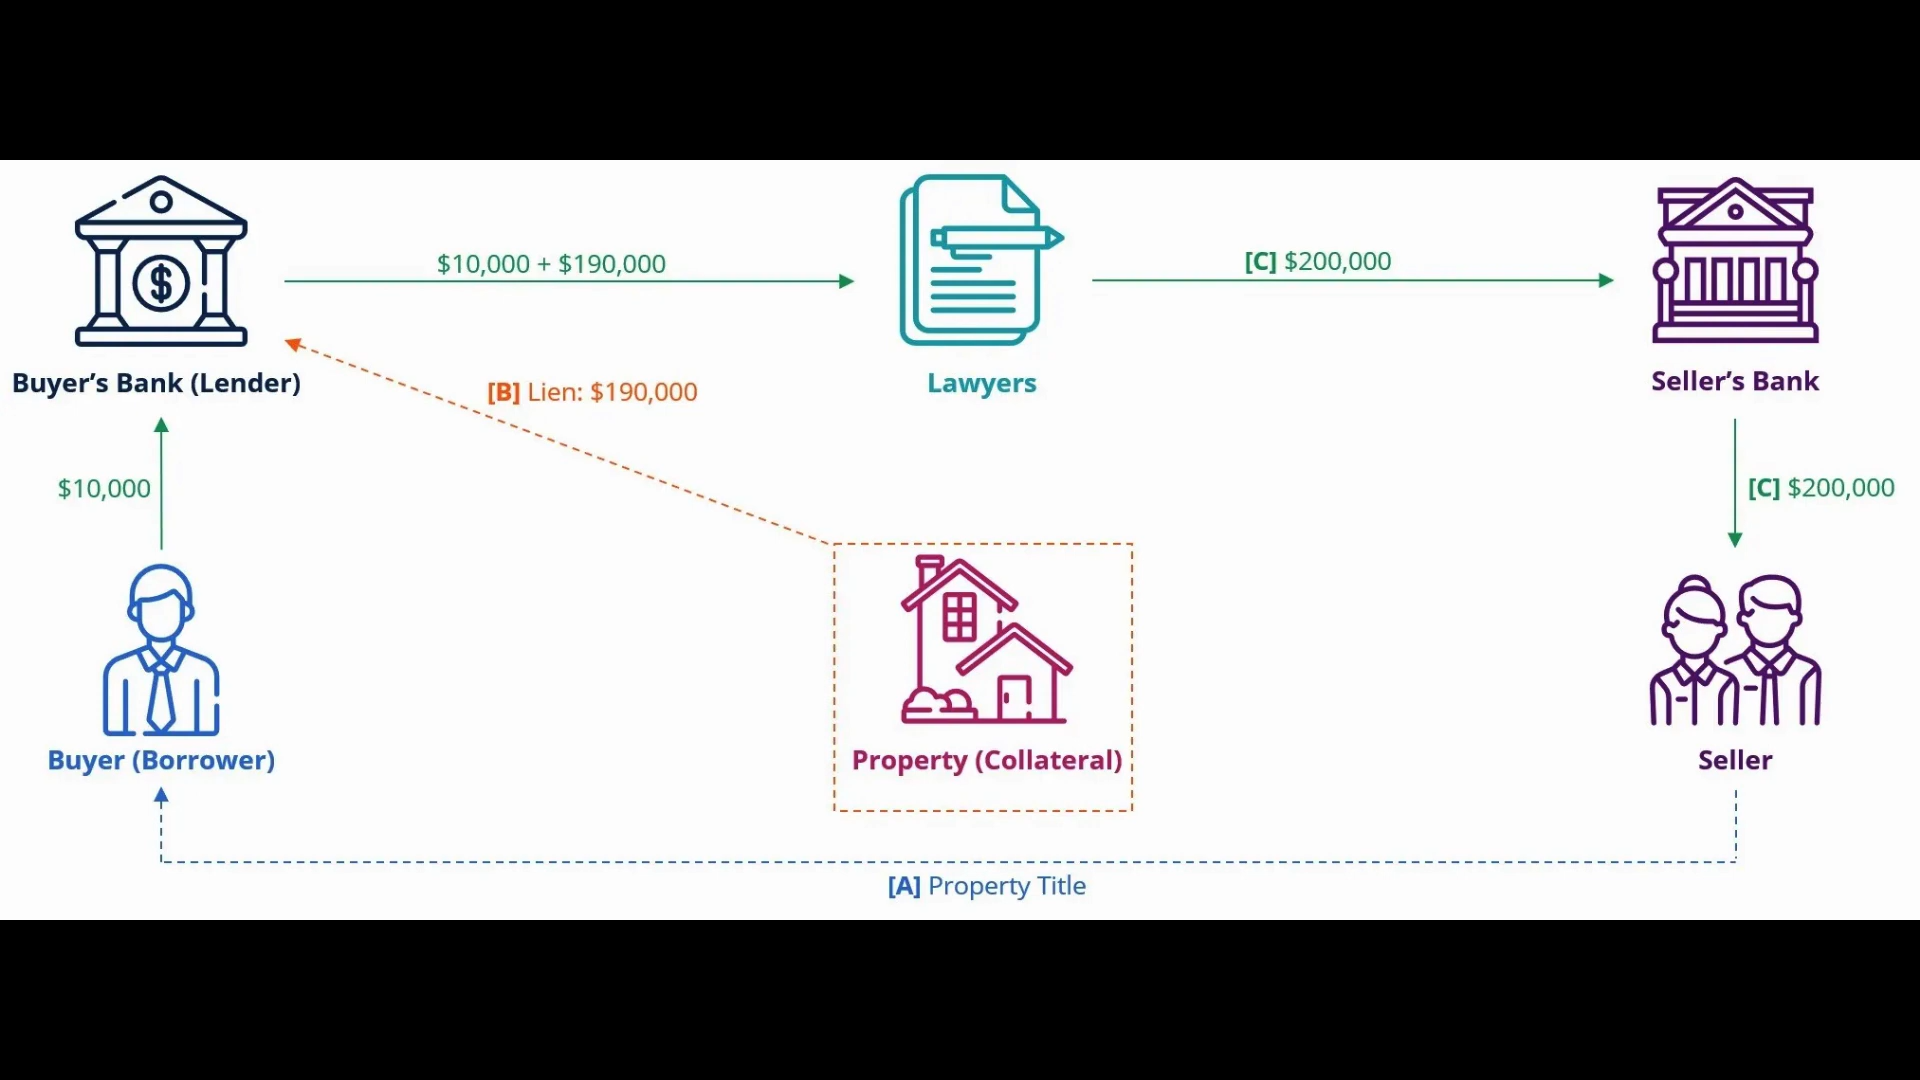 $10,000 + $190,000
[C] $200,000
Buyer’s Bank (Lender)
Lawyers
Seller’s Bank
[B] Lien: $190,000
$10,000
[C] $200,000
Buyer (Borrower)
Property (Collateral)
Seller
[A] Property Title